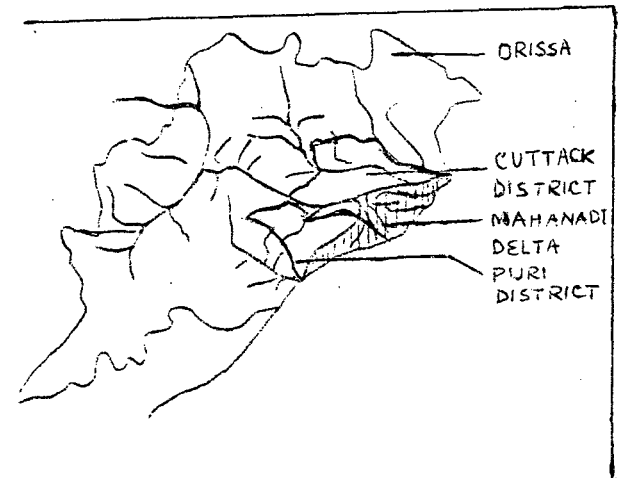 ORISSA
CUTTACK
DISTRICT
MAHANADI
DELTA
PURI
DISTRICT